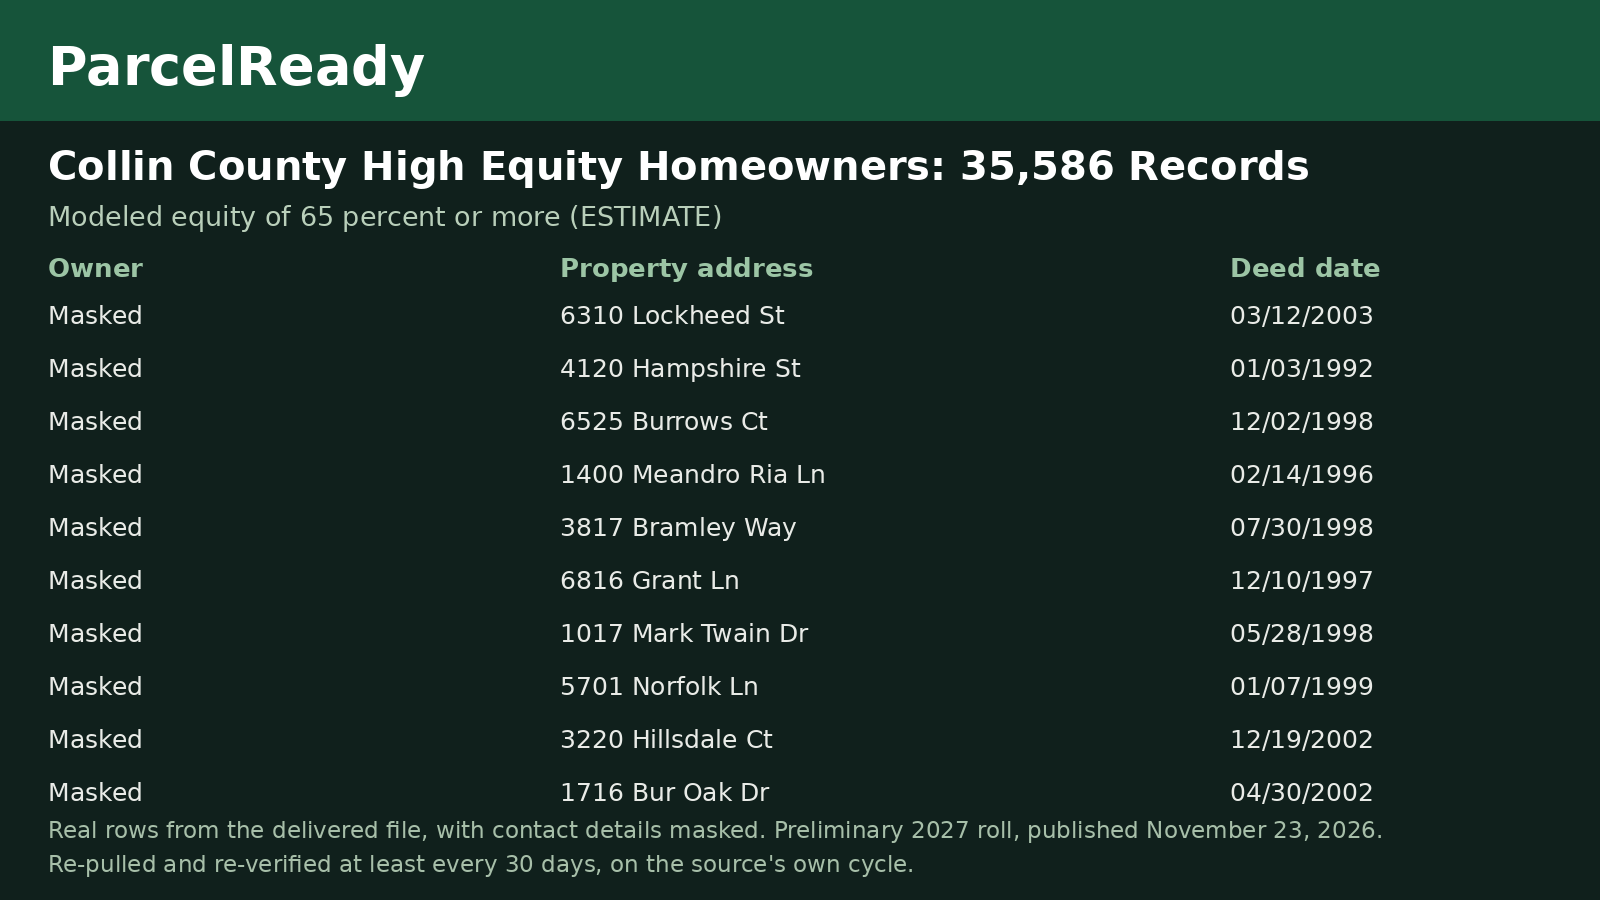 ParcelReady
Collin County High Equity Homeowners: 35,586 Records
Modeled equity of 65 percent or more (ESTIMATE)
Owner Property address Deed date
Masked 6310 Lockheed St 03/12/2003
Masked 4120 Hampshire St 01/03/1992
Masked 6525 Burrows Ct 12/02/1998
Masked 1400 Meandro Ria Ln 02/14/1996
Masked 3817 Bramley Way 07/30/1998
Masked 6816 Grant Ln 12/10/1997
Masked 1017 Mark Twain Dr 05/28/1998
Masked 5701 Norfolk Ln 01/07/1999
Masked 3220 Hillsdale Ct 12/19/2002
Masked 1716 Bur Oak Dr 04/30/2002
Real rows from the delivered file, with contact details masked. Preliminary 2027 roll, published November 23, 2026.
Re-pulled and re-verified at least every 30 days, on the source's own cycle.